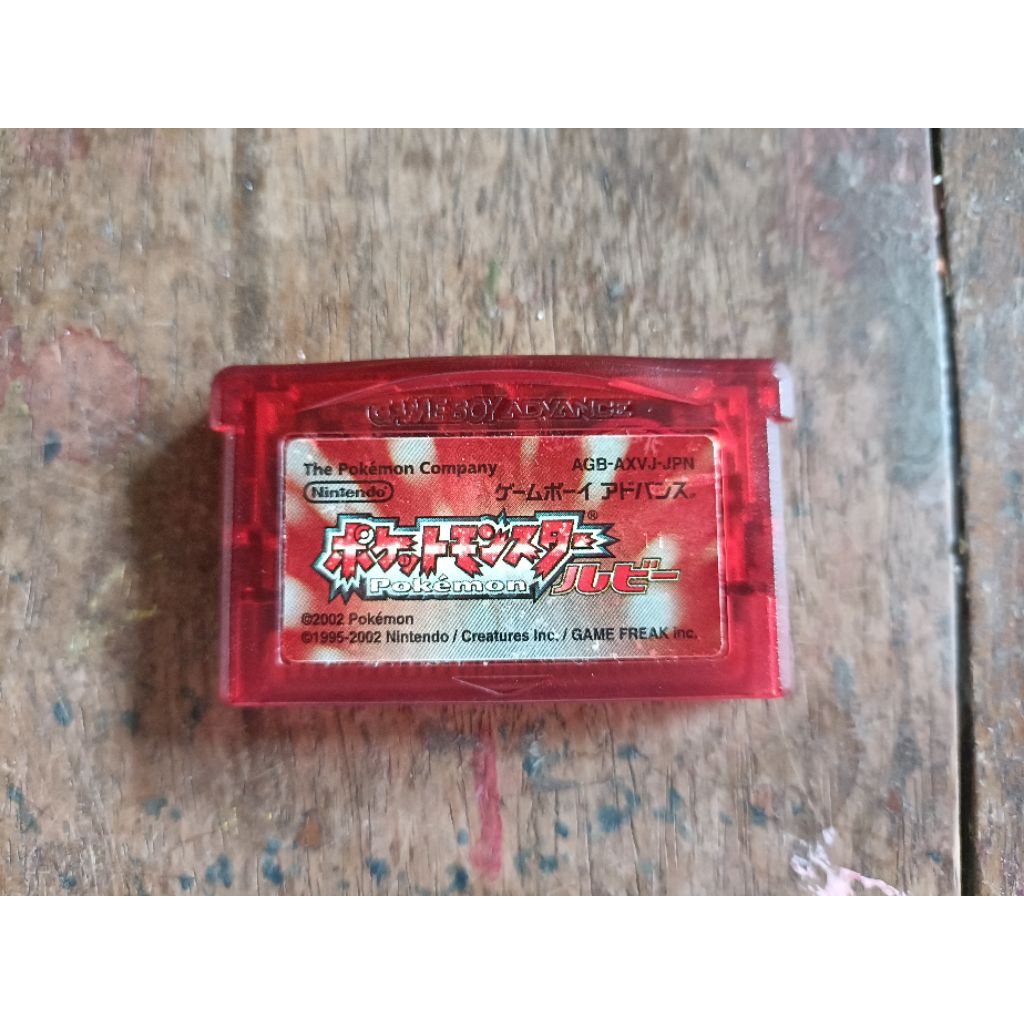 GAME BOY ADVANCE
The Pokémon Company AGB-AXVJ-JPN
Nintendo® ゲームボーイ アドバンス®
ポケットモンスター®
Pokémon ルビー
©2002 Pokémon
©1995-2002 Nintendo / Creatures Inc. / GAME FREAK inc.